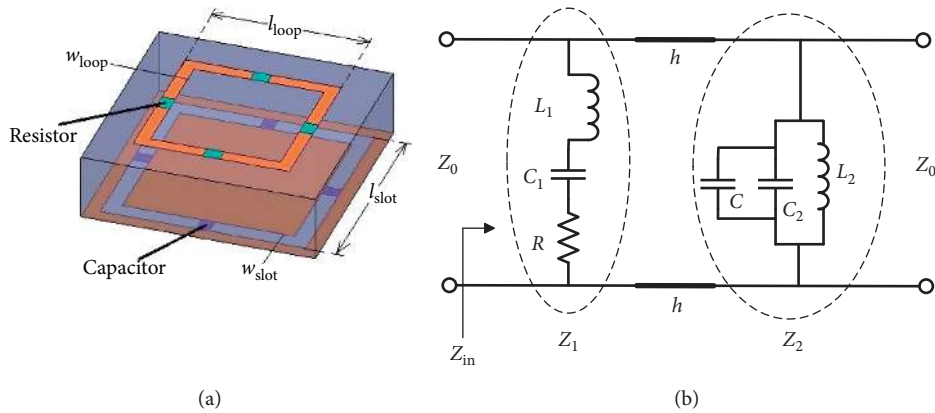 l_loop
w_loop
Resistor
l_slot
Capacitor
w_slot
(a)
h
L_1
C_1
R
Z_0
Z_in
Z_1
h
C
C_2
L_2
Z_0
Z_2
(b)